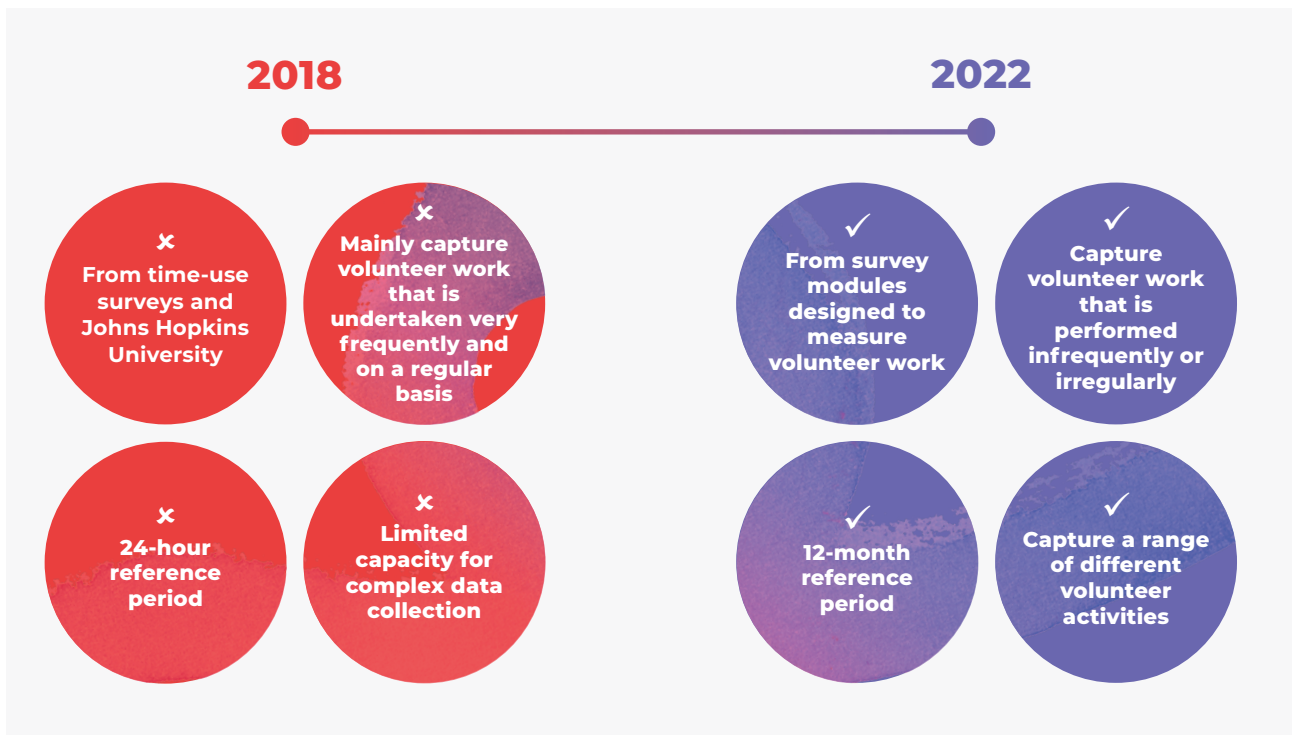 2018
2022
✘
From time-use
surveys and
Johns Hopkins
University
✘
Mainly capture
volunteer work
that is
undertaken very
frequently and
on a regular
basis
✓
From survey
modules
designed to
measure
volunteer work
✓
Capture
volunteer work
that is
performed
infrequently or
irregularly
✘
24-hour
reference
period
✘
Limited
capacity for
complex data
collection
✓
12-month
reference
period
✓
Capture a range
of different
volunteer
activities